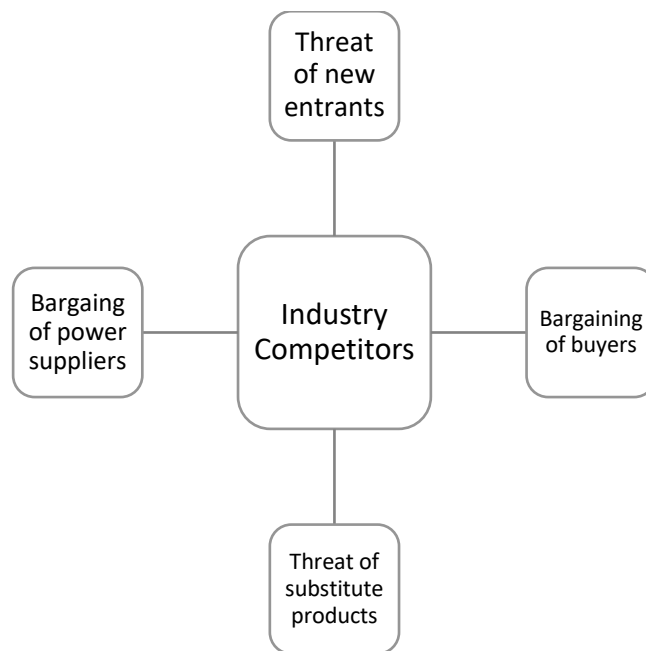 Threat
of new
entrants
Bargaing
of power
suppliers
Industry
Competitors
Bargaining
of buyers
Threat of
substitute
products